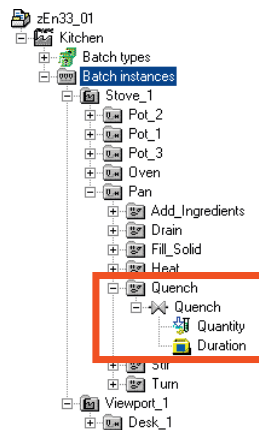 zEn33_01
Kitchen
Batch types
Batch instances
Stove_1
Pot_2
Pot_1
Pot_3
Oven
Pan
Add_Ingredients
Drain
Fill_Solid
Heat
Quench
Quench
Quantity
Duration
Stir
Turn
Viewport_1
Desk_1